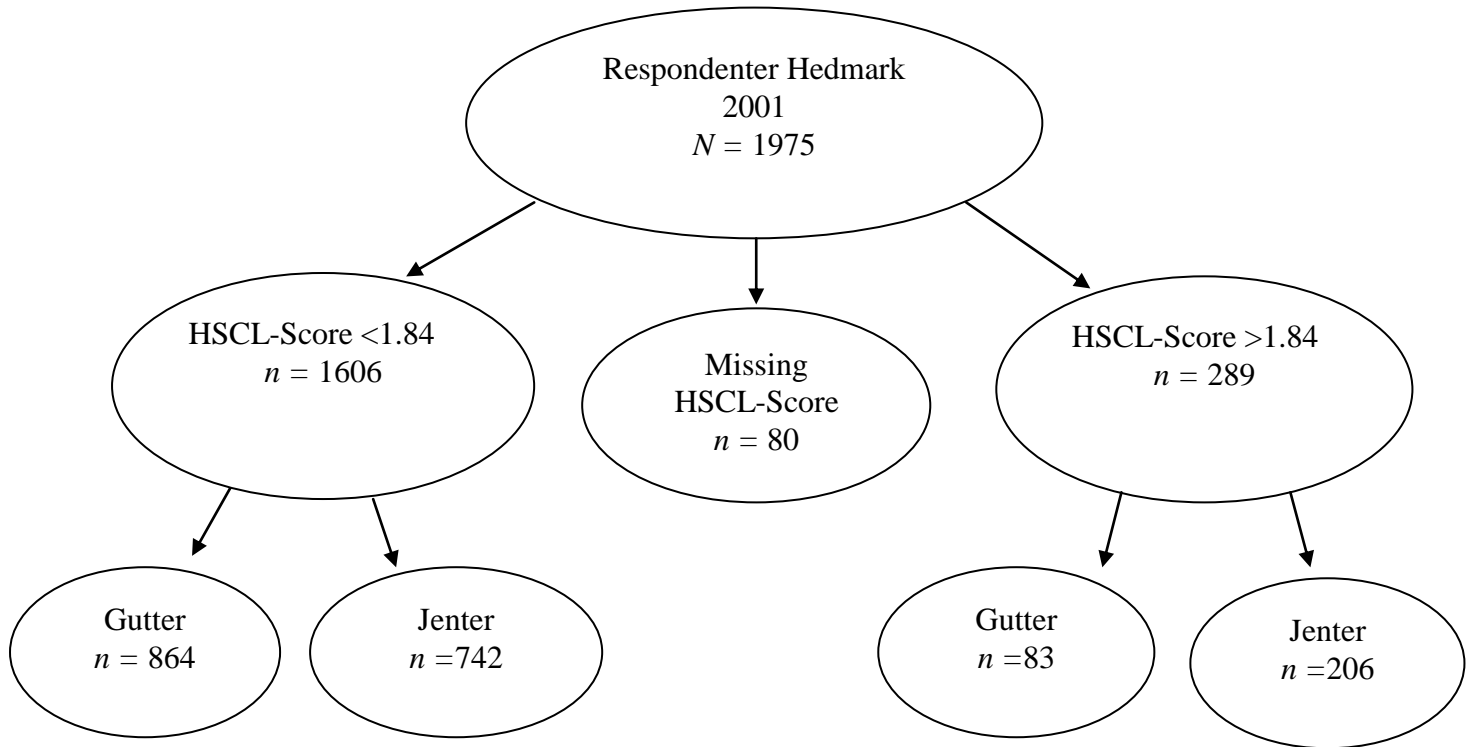 Respondenter Hedmark
2001
N = 1975
HSCL-Score <1.84
n = 1606
Missing
HSCL-Score
n = 80
HSCL-Score >1.84
n = 289
Gutter
n = 864
Jenter
n =742
Gutter
n =83
Jenter
n =206